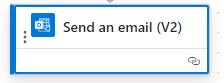 Send an email (V2)